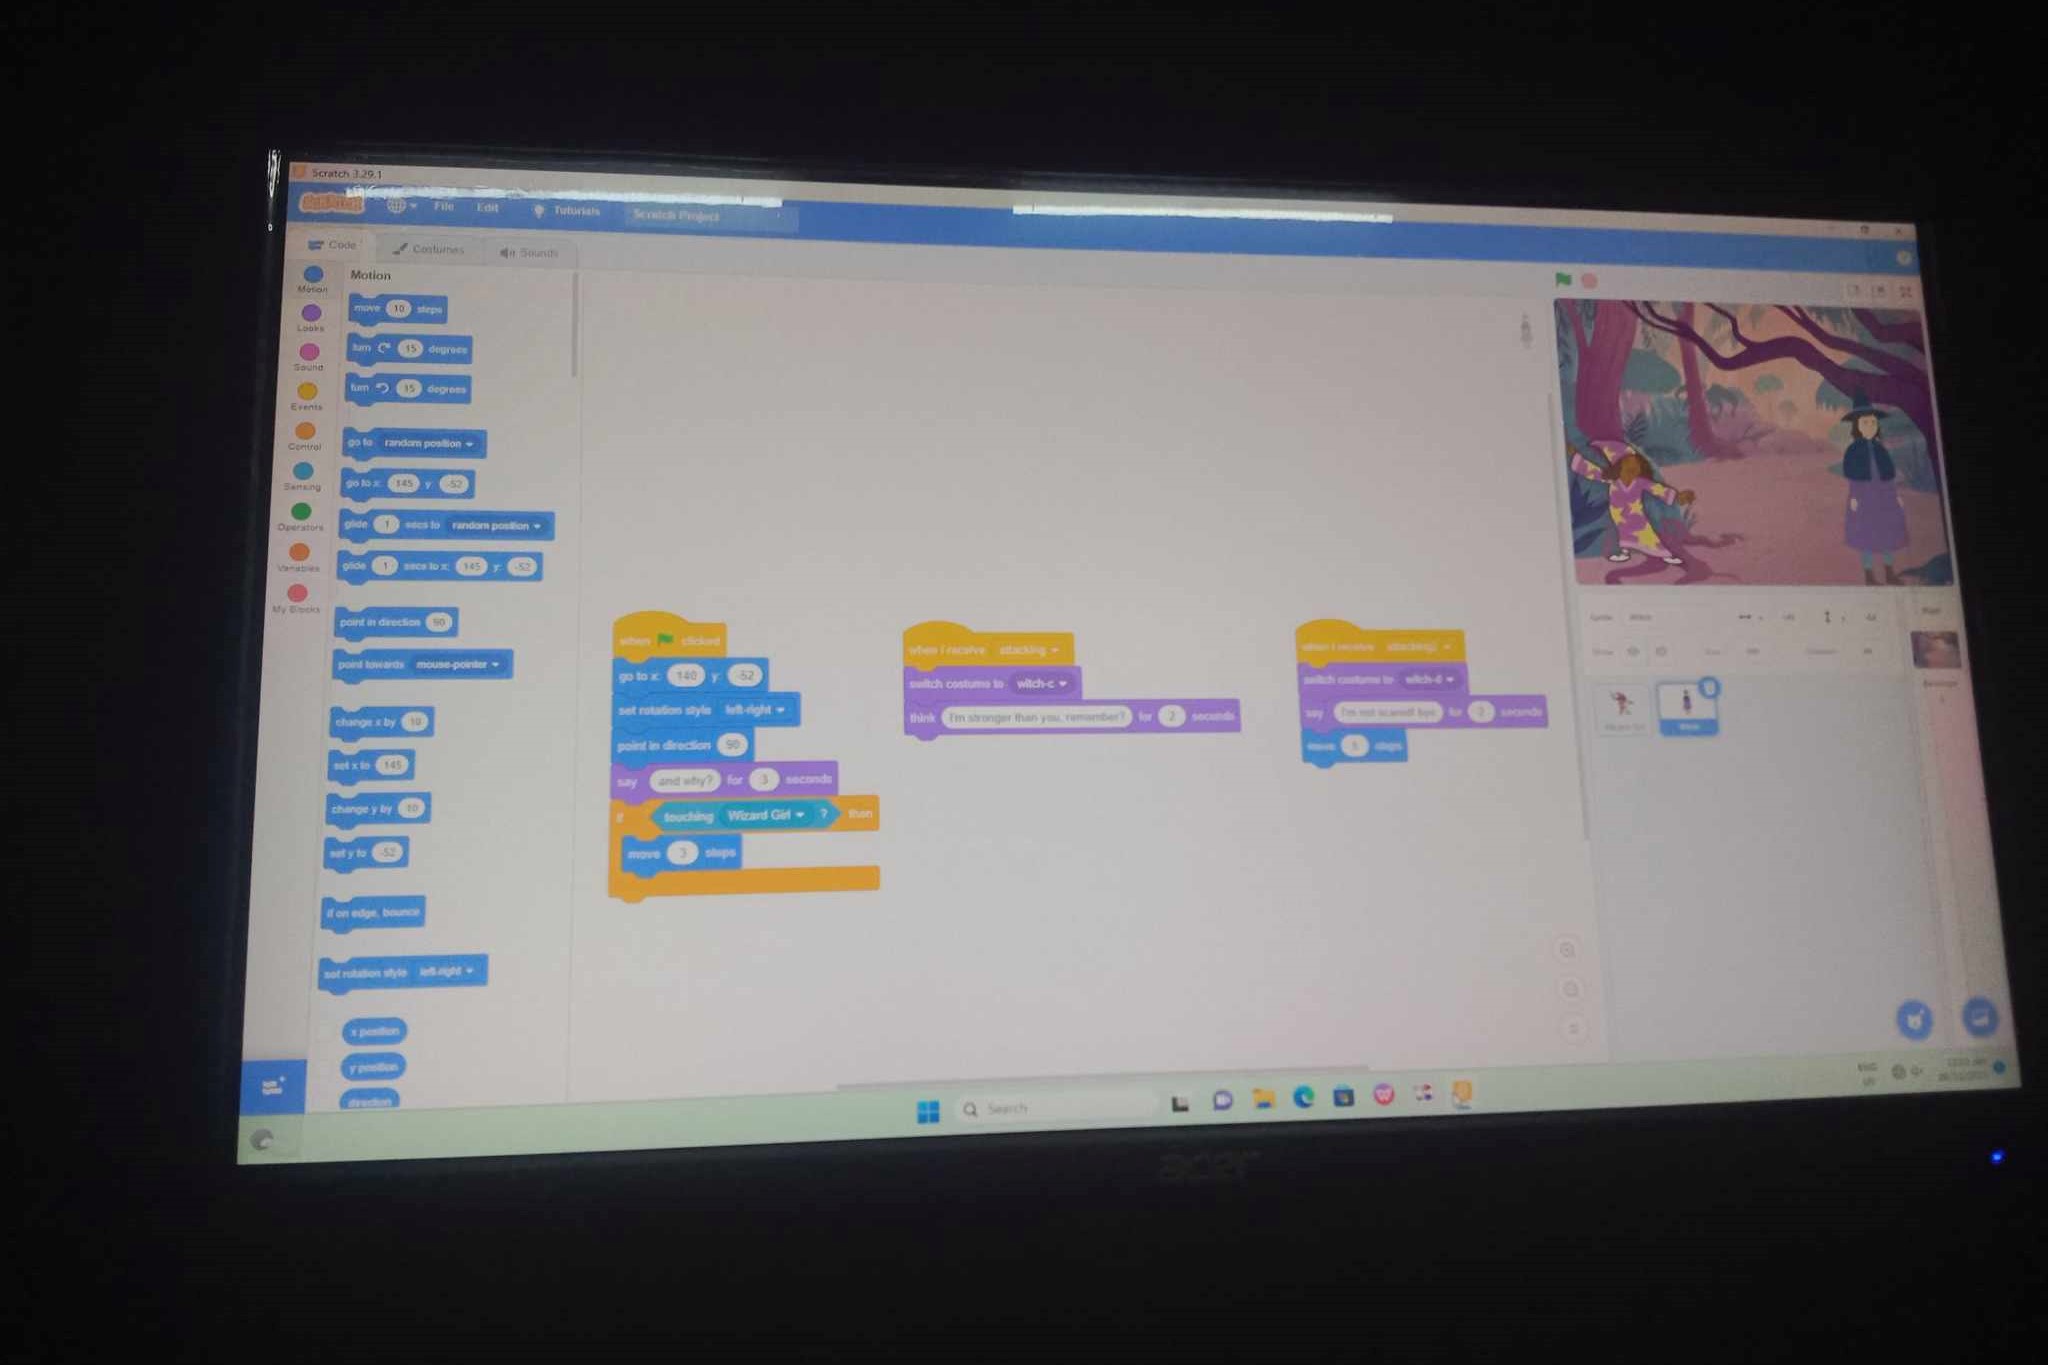 Scratch 3.29.1
SCRATCH File Edit Tutorials Scratch Project
Code Costumes Sounds
Motion
Looks
Sound
Events
Control
Sensing
Operators
Variables
My Blocks
Motion
move 10 steps
turn 15 degrees
turn 15 degrees
go to random position
go to x: 145 y: -52
glide 1 secs to random position
glide 1 secs to x: 145 y: -52
point in direction 90
point towards mouse-pointer
change x by 10
set x to 145
change y by 10
set y to -52
if on edge, bounce
set rotation style left-right
x position
y position
direction
when clicked
go to x: 140 y: -52
set rotation style left-right
point in direction 90
say and why? for 3 seconds
if touching Wizard Girl ? then
move 3 steps
when I receive attacking
switch costume to witch-c
think I'm stronger than you, remember? for 2 seconds
when I receive attacking2
switch costume to witch-d
say I'm not scared! bye for 2 seconds
move steps
Sprite Witch
Show
Wizard Girl
Witch
Stage
Backdrops
Search
ENG
acer